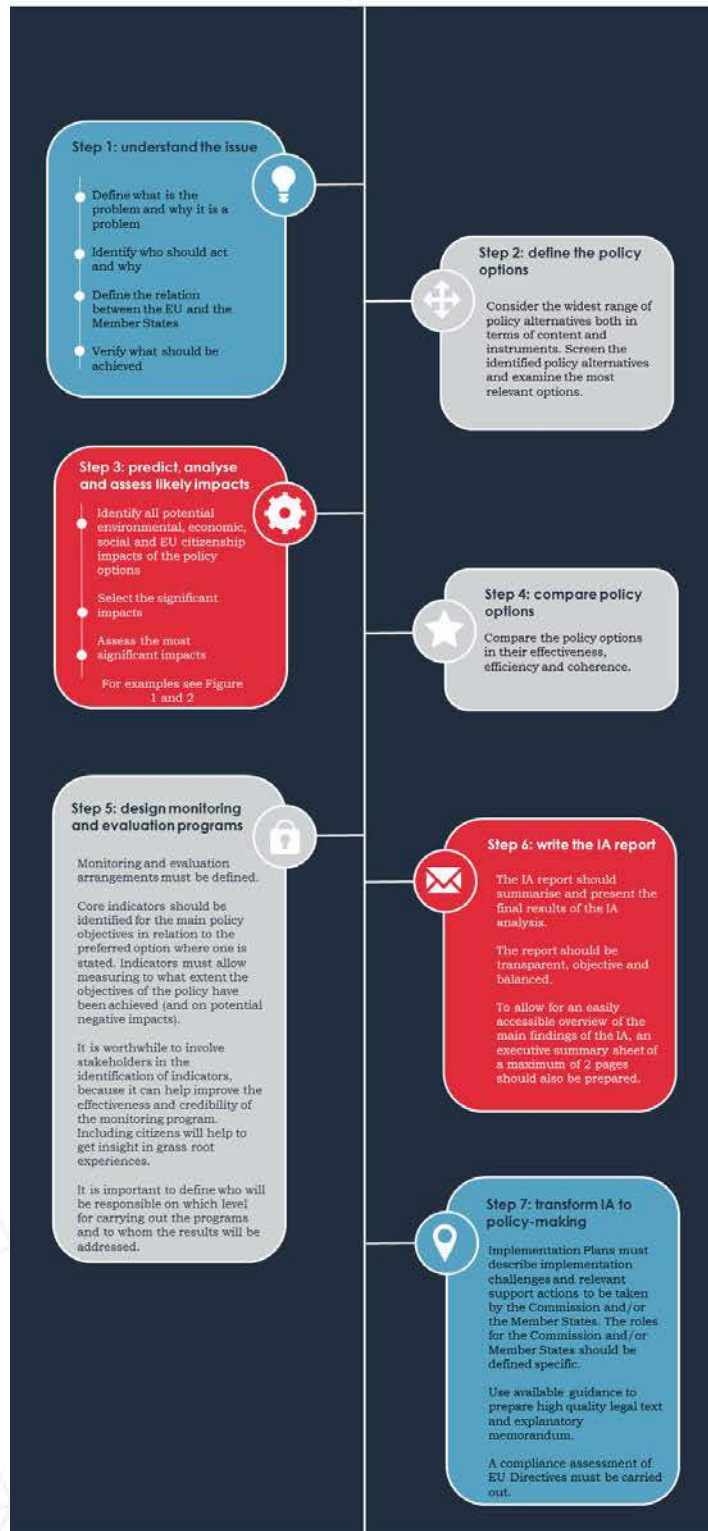 Step 1: understand the issue
Define what is the
problem and why it is a
problem
Identify who should act
and why
Define the relation
between the EU and the
Member States
Verify what should be
achieved
Step 2: define the policy
options
Consider the widest range of
policy alternatives both in
terms of content and
instruments. Screen the
identified policy alternatives
and examine the most
relevant options.
Step 3: predict, analyse
and assess likely impacts
Identify all potential
environmental, economic,
social and EU citizenship
impacts of the policy
options
Select the significant
impacts
Assess the most
significant impacts
For examples see Figure
1 and 2
Step 4: compare policy
options
Compare the policy options
in their effectiveness,
efficiency and coherence.
Step 5: design monitoring
and evaluation programs
Monitoring and evaluation
arrangements must be defined.
Core indicators should be
identified for the main policy
objectives in relation to the
preferred option where one is
stated. Indicators must allow
measuring to what extent the
objectives of the policy have
been achieved (and on potential
negative impacts).
It is worthwhile to involve
stakeholders in the
identification of indicators,
because it can help improve the
effectiveness and credibility of
the monitoring program.
Including citizens will help to
get insight in grass root
experiences.
It is important to define who will
be responsible on which level
for carrying out the programs
and to whom the results will be
addressed.
Step 6: write the IA report
The IA report should
summarise and present the
final results of the IA
analysis.
The report should be
transparent, objective and
balanced.
To allow for an easily
accessible overview of the
main findings of the IA, an
executive summary sheet of
a maximum of 2 pages
should also be prepared.
Step 7: transform IA to
policy-making
Implementation Plans must
describe implementation
challenges and relevant
support actions to be taken
by the Commission and/or
the Member States. The roles
for the Commission and/or
Member States should be
defined specific.
Use available guidance to
prepare high quality legal text
and explanatory
memorandum.
A compliance assessment of
EU Directives must be carried
out.